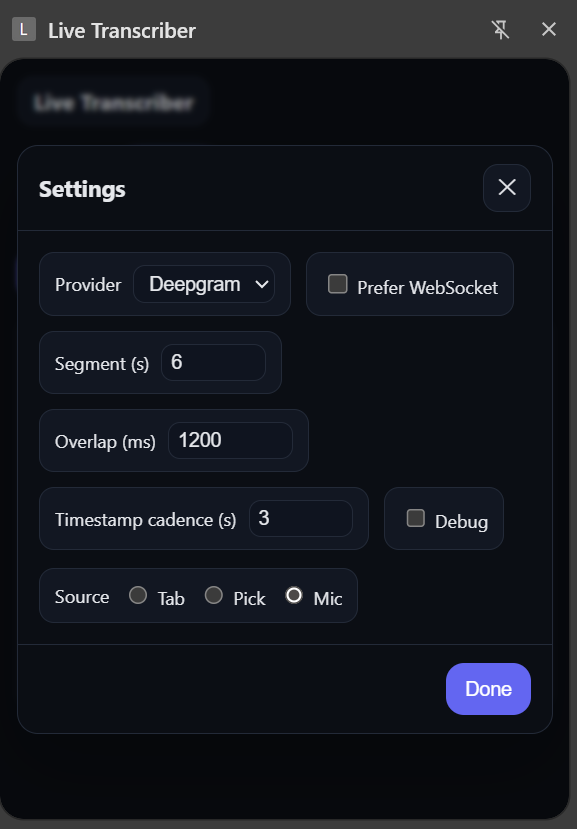 L Live Transcriber
Live Transcriber
Settings
Provider Deepgram Prefer WebSocket
Segment (s) 6
Overlap (ms) 1200
Timestamp cadence (s) 3 Debug
Source Tab Pick Mic
Done